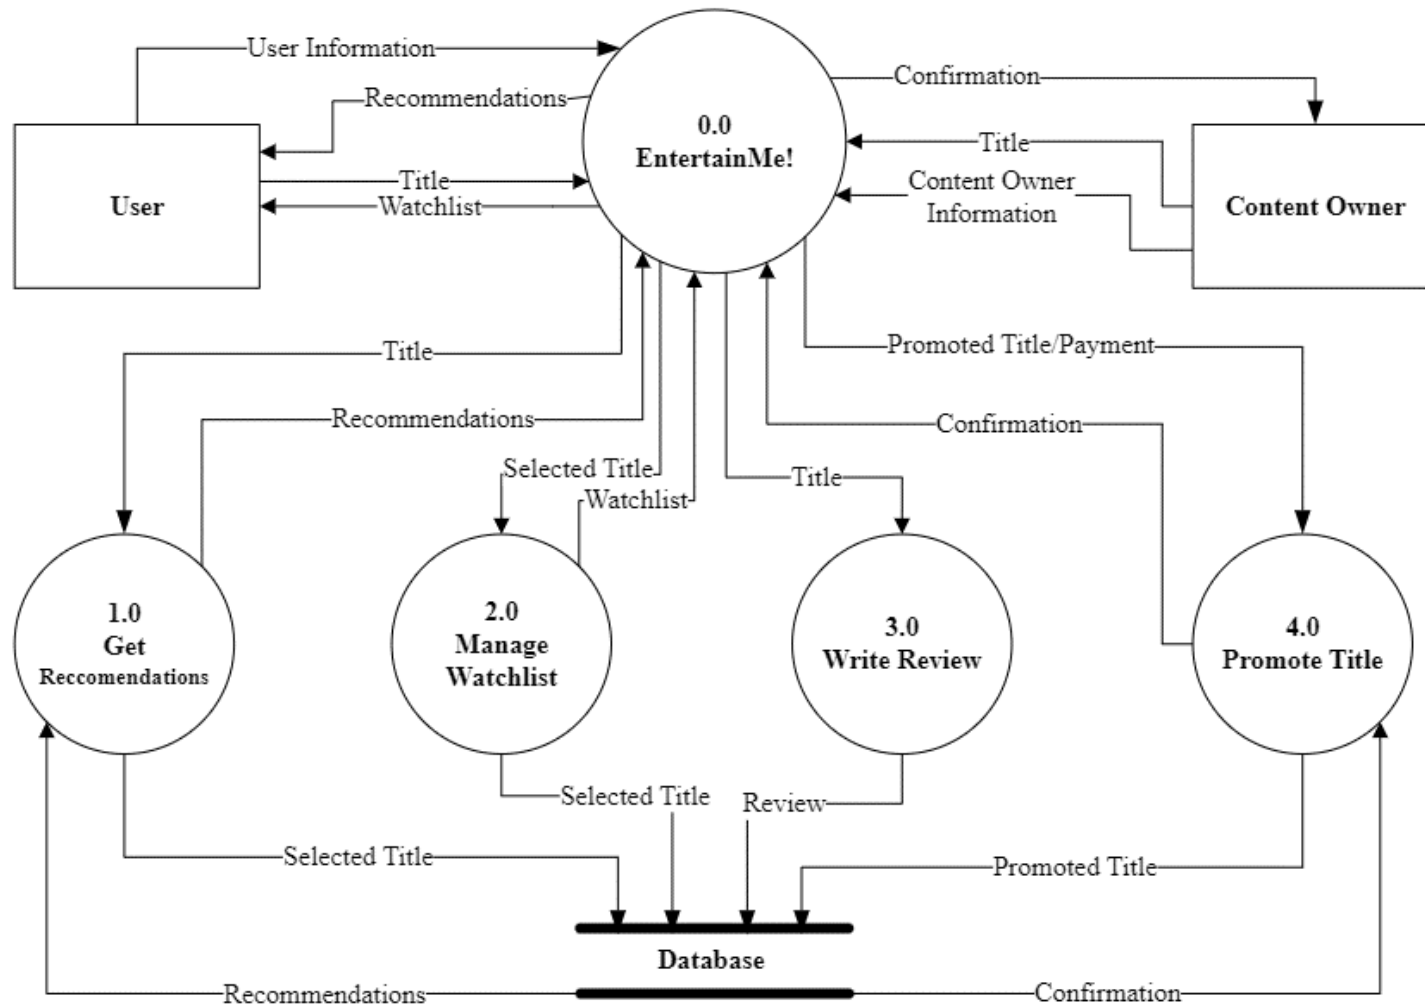 User Information
Confirmation
Recommendations
0.0
EntertainMe!
Title
Title
Content Owner
Information
Watchlist
User
Content Owner
Promoted Title/Payment
Title
Recommendations
Confirmation
Selected Title
Title
Watchlist
1.0
Get
Reccomendations
2.0
Manage
Watchlist
3.0
Write Review
4.0
Promote Title
Selected Title
Review
Selected Title
Promoted Title
Database
Recommendations
Confirmation